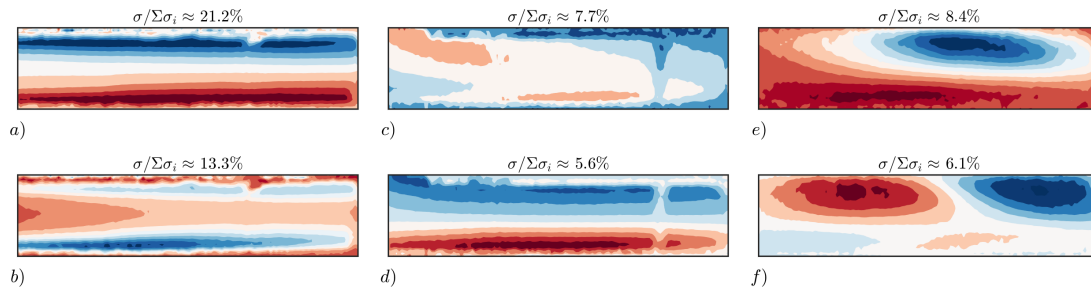 σ/Σσᵢ ≈ 21.2%
a)
σ/Σσᵢ ≈ 7.7%
c)
σ/Σσᵢ ≈ 8.4%
e)
σ/Σσᵢ ≈ 13.3%
b)
σ/Σσᵢ ≈ 5.6%
d)
σ/Σσᵢ ≈ 6.1%
f)